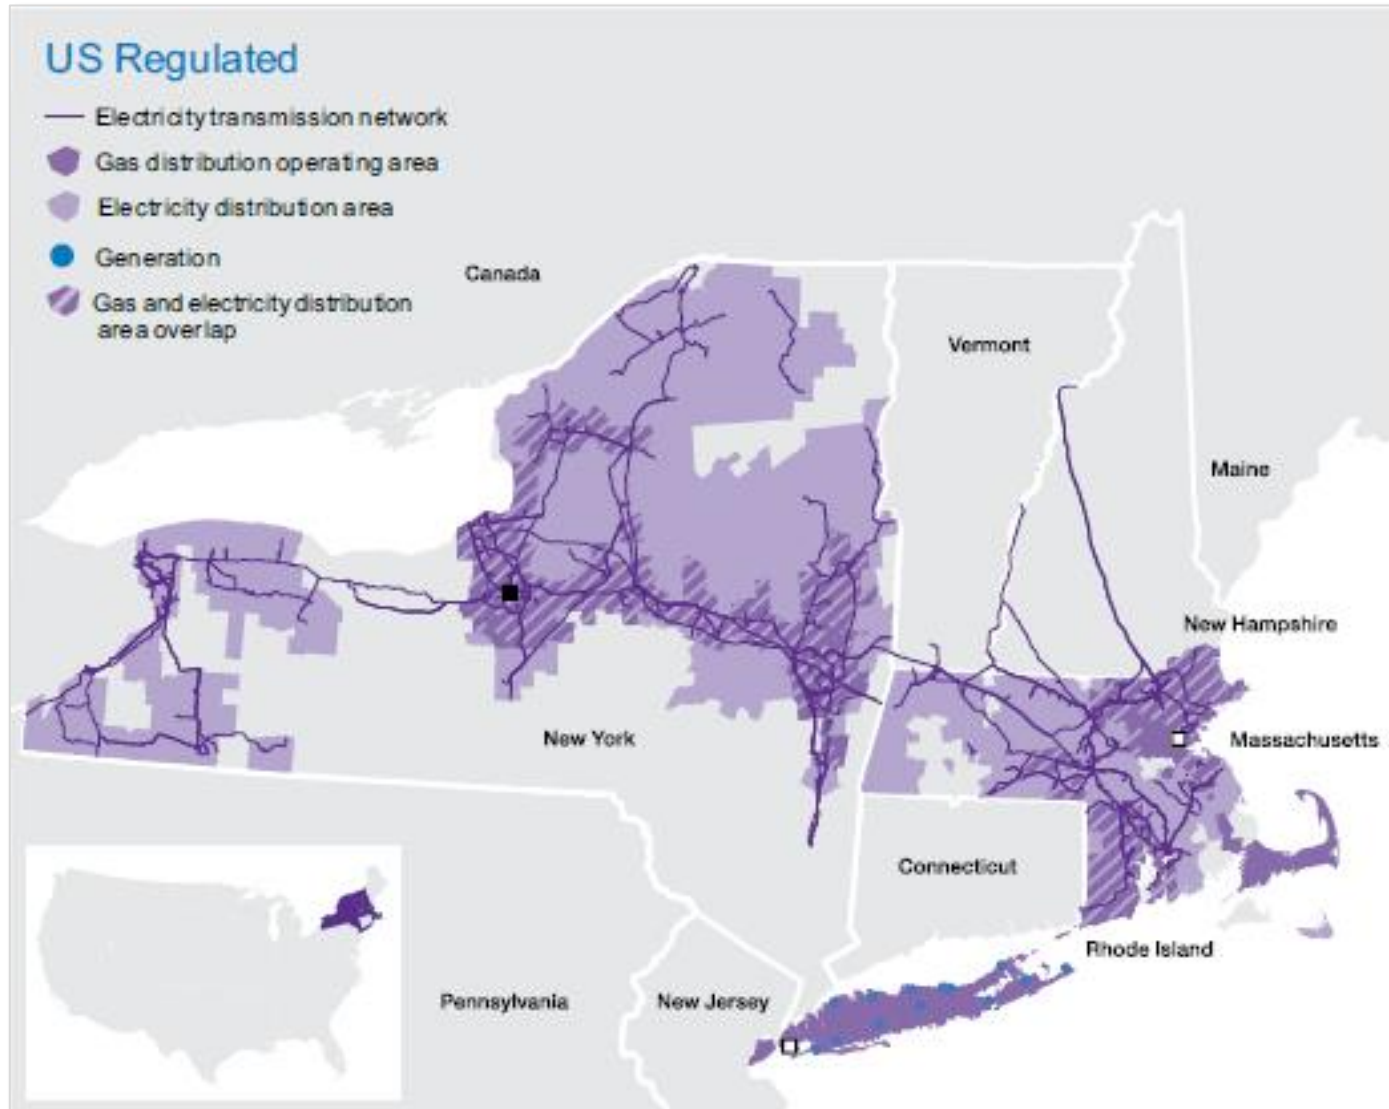 US Regulated
Electricity transmission network
Gas distribution operating area
Electricity distribution area
Generation
Gas and electricity distribution
area overlap
Canada
Vermont
Maine
New Hampshire
New York
Massachusetts
Connecticut
Rhode Island
Pennsylvania
New Jersey